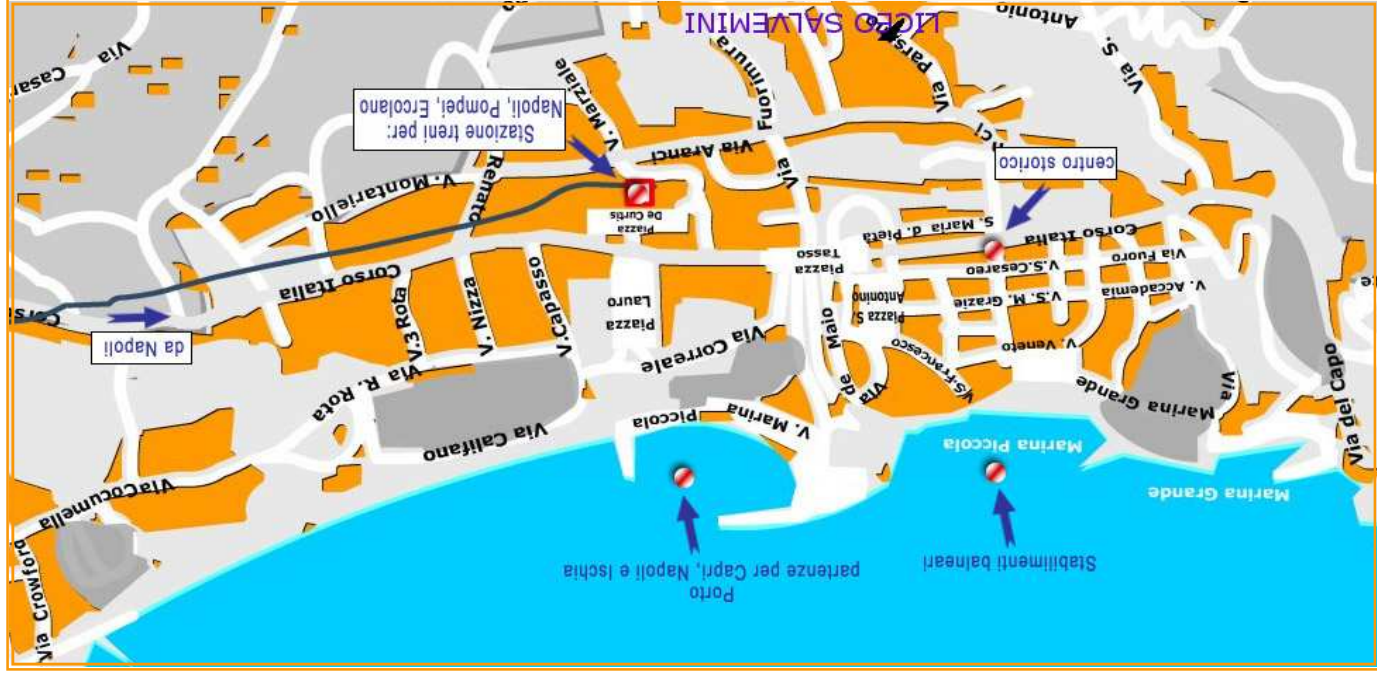 Porto
partenze per Capri, Napoli e Ischia
Stabilimenti balneari
Via Crowford
Marina Grande
Marina Piccola
ViaCocumella
Via Califano
V. Marina
Piccola
Via del Capo
Via
Marina Grande
Via R. Rota
Via Correale
V. Veneto
V.S.Francesco
Via
de
Maio
da Napoli
Piazza
Lauro
Piazza S.
Antonino
V. Accademia
V.S. M. Grazie
V.Capasso
V. Nizza
V.3 Rota
Via Fuoro
V.S.Cesareo
Piazza
Tasso
Corso Italia
Corso Italia
S. Maria d. Pietà
Piazza
De Curtis
centro storico
V. Montariello
Renato
Via Aranci
Via
Fuorimura
Stazione treni per:
Napoli, Pompei, Ercolano
V. Marziale
Via Parsa
Via S.
Antonio
Via
Casar
LICEO SALVEMINI